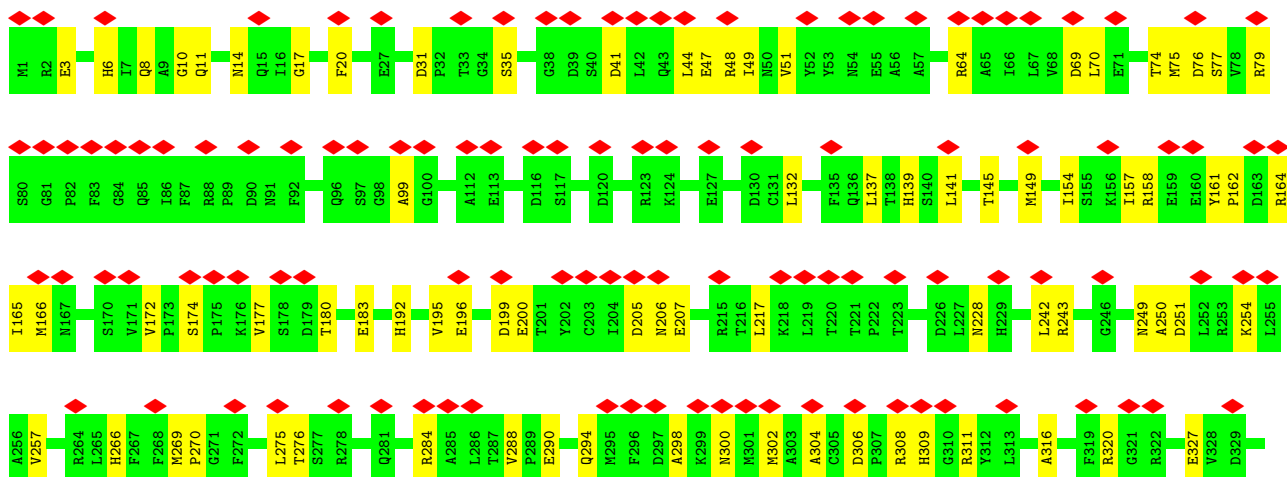 M1 R2 E3 H6 I7 Q8 A9 G10 Q11 N14 Q15 I16 G17 F20 E27 D31 P32 T33 G34 S35 G38 D39 S40 D41 L42 Q43 L44 E47 R48 I49 N50 V51 Y52 Y53 N54 E55 A56 A57 R64 A65 I66 L67 V68 D69 L70 E71 T74 M75 D76 S77 V78 R79
S80 G81 P82 F83 G84 Q85 I86 F87 R88 P89 D90 N91 F92 Q96 S97 G98 A99 G100 A112 E113 D116 S117 D120 R123 K124 E127 D130 C131 L132 F135 Q136 L137 T138 H139 S140 L141 T145 M149 I154 S155 K156 I157 R158 E159 E160 Y161 P162 D163 R164
I165 M166 N167 S170 V171 V172 P173 S174 P175 K176 V177 S178 D179 T180 E183 H192 V195 E196 D199 E200 T201 Y202 C203 I204 D205 N206 E207 R215 T216 L217 K218 L219 T220 T221 P222 T223 D226 L227 N228 H229 L242 R243 G246 N249 A250 D251 L252 R253 K254 L255
A256 V257 R264 L265 H266 F267 F268 M269 P270 G271 F272 L275 T276 S277 R278 Q281 R284 A285 L286 T287 V288 P289 E290 Q294 M295 F296 D297 A298 K299 N300 M301 M302 A303 A304 C305 D306 P307 R308 H309 G310 R311 Y312 L313 A316 F319 R320 G321 R322 E327 V328 D329